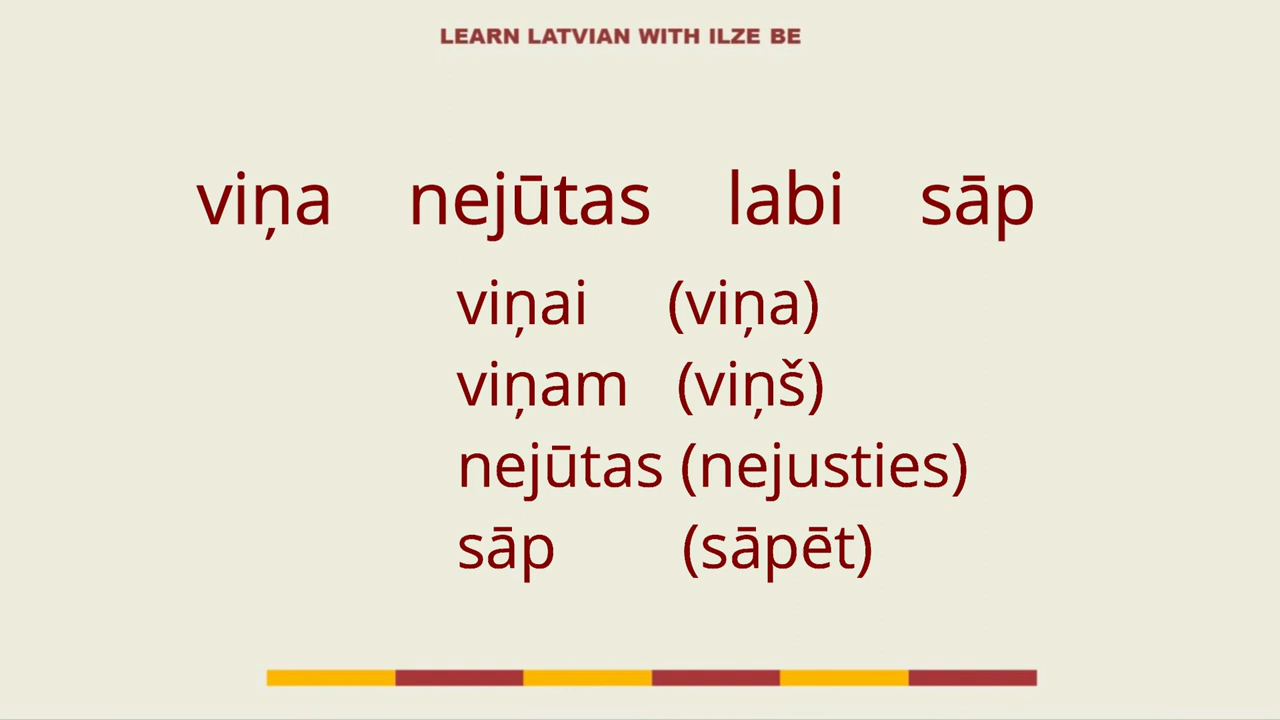 LEARN LATVIAN WITH ILZE BE
viņa nejūtas labi sāp
viņai (viņa)
viņam (viņš)
nejūtas (nejusties)
sāp (sāpēt)